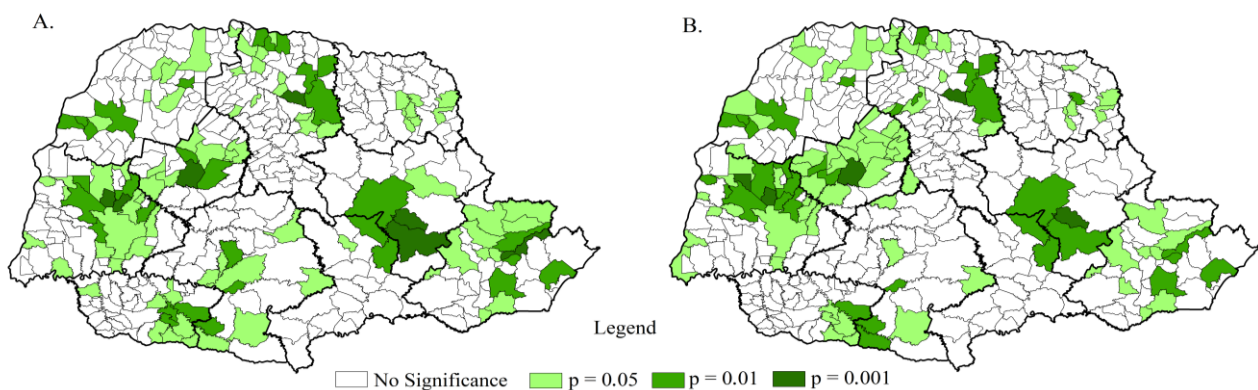 A.
B.
Legend
No Significance p = 0.05 p = 0.01 p = 0.001